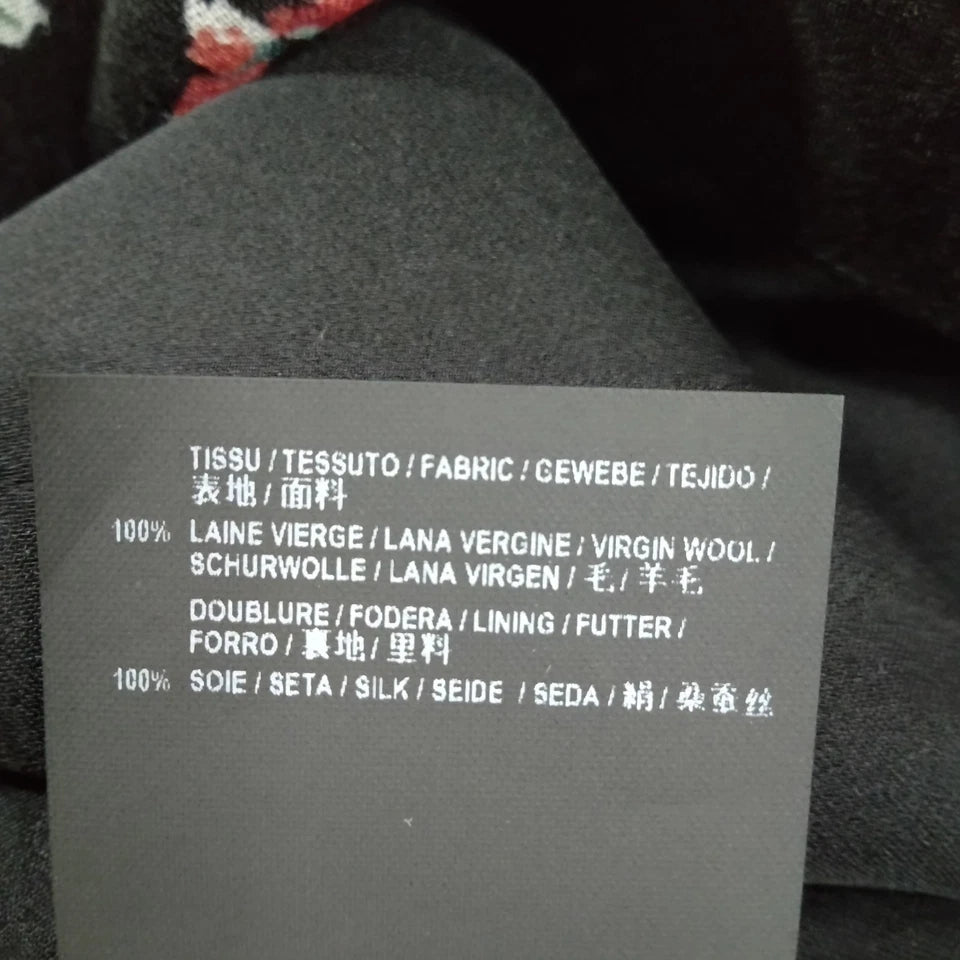 TISSU / TESSUTO / FABRIC / GEWEBE / TEJIDO /
表地 / 面料
100% LAINE VIERGE / LANA VERGINE / VIRGIN WOOL /
SCHURWOLLE / LANA VIRGEN / 毛 / 羊毛
DOUBLURE / FODERA / LINING / FUTTER /
FORRO / 裏地 / 里料
100% SOIE / SETA / SILK / SEIDE / SEDA / 絹 / 桑蚕丝